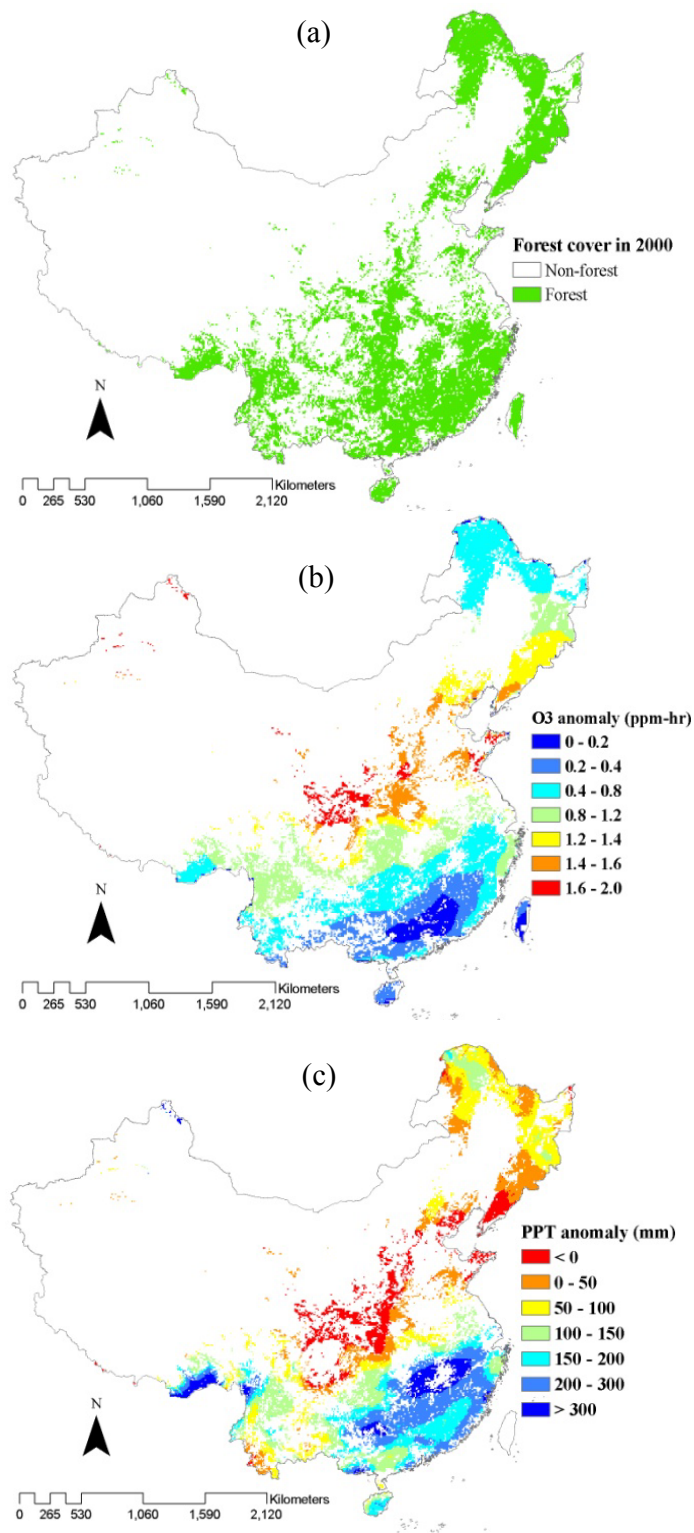 (a)
Forest cover in 2000
Non-forest
Forest
N
Kilometers
0 265 530 1,060 1,590 2,120
(b)
O3 anomaly (ppm-hr)
0 - 0.2
0.2 - 0.4
0.4 - 0.8
0.8 - 1.2
1.2 - 1.4
1.4 - 1.6
1.6 - 2.0
N
Kilometers
0 265 530 1,060 1,590 2,120
(c)
PPT anomaly (mm)
< 0
0 - 50
50 - 100
100 - 150
150 - 200
200 - 300
> 300
N
Kilometers
0 265 530 1,060 1,590 2,120